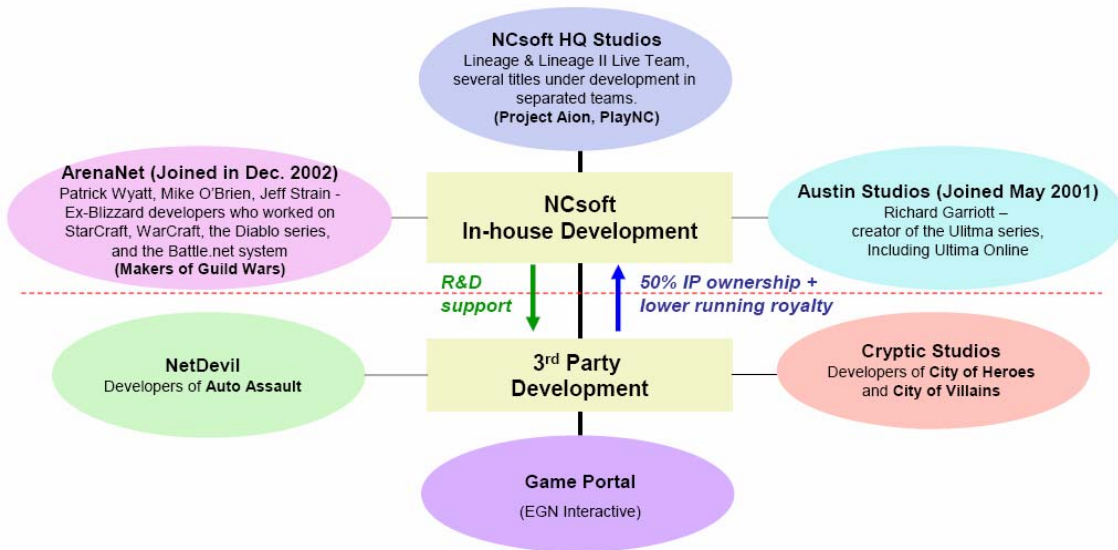 NCsoft HQ Studios
Lineage & Lineage II Live Team,
several titles under development in
separated teams.
(Project Aion, PlayNC)
ArenaNet (Joined in Dec. 2002)
Patrick Wyatt, Mike O'Brien, Jeff Strain -
Ex-Blizzard developers who worked on
StarCraft, WarCraft, the Diablo series,
and the Battle.net system
(Makers of Guild Wars)
NCsoft
In-house Development
Austin Studios (Joined May 2001)
Richard Garriott –
creator of the Ulitma series,
Including Ultima Online
R&D
support
50% IP ownership +
lower running royalty
NetDevil
Developers of Auto Assault
3rd Party
Development
Cryptic Studios
Developers of City of Heroes
and City of Villains
Game Portal
(EGN Interactive)